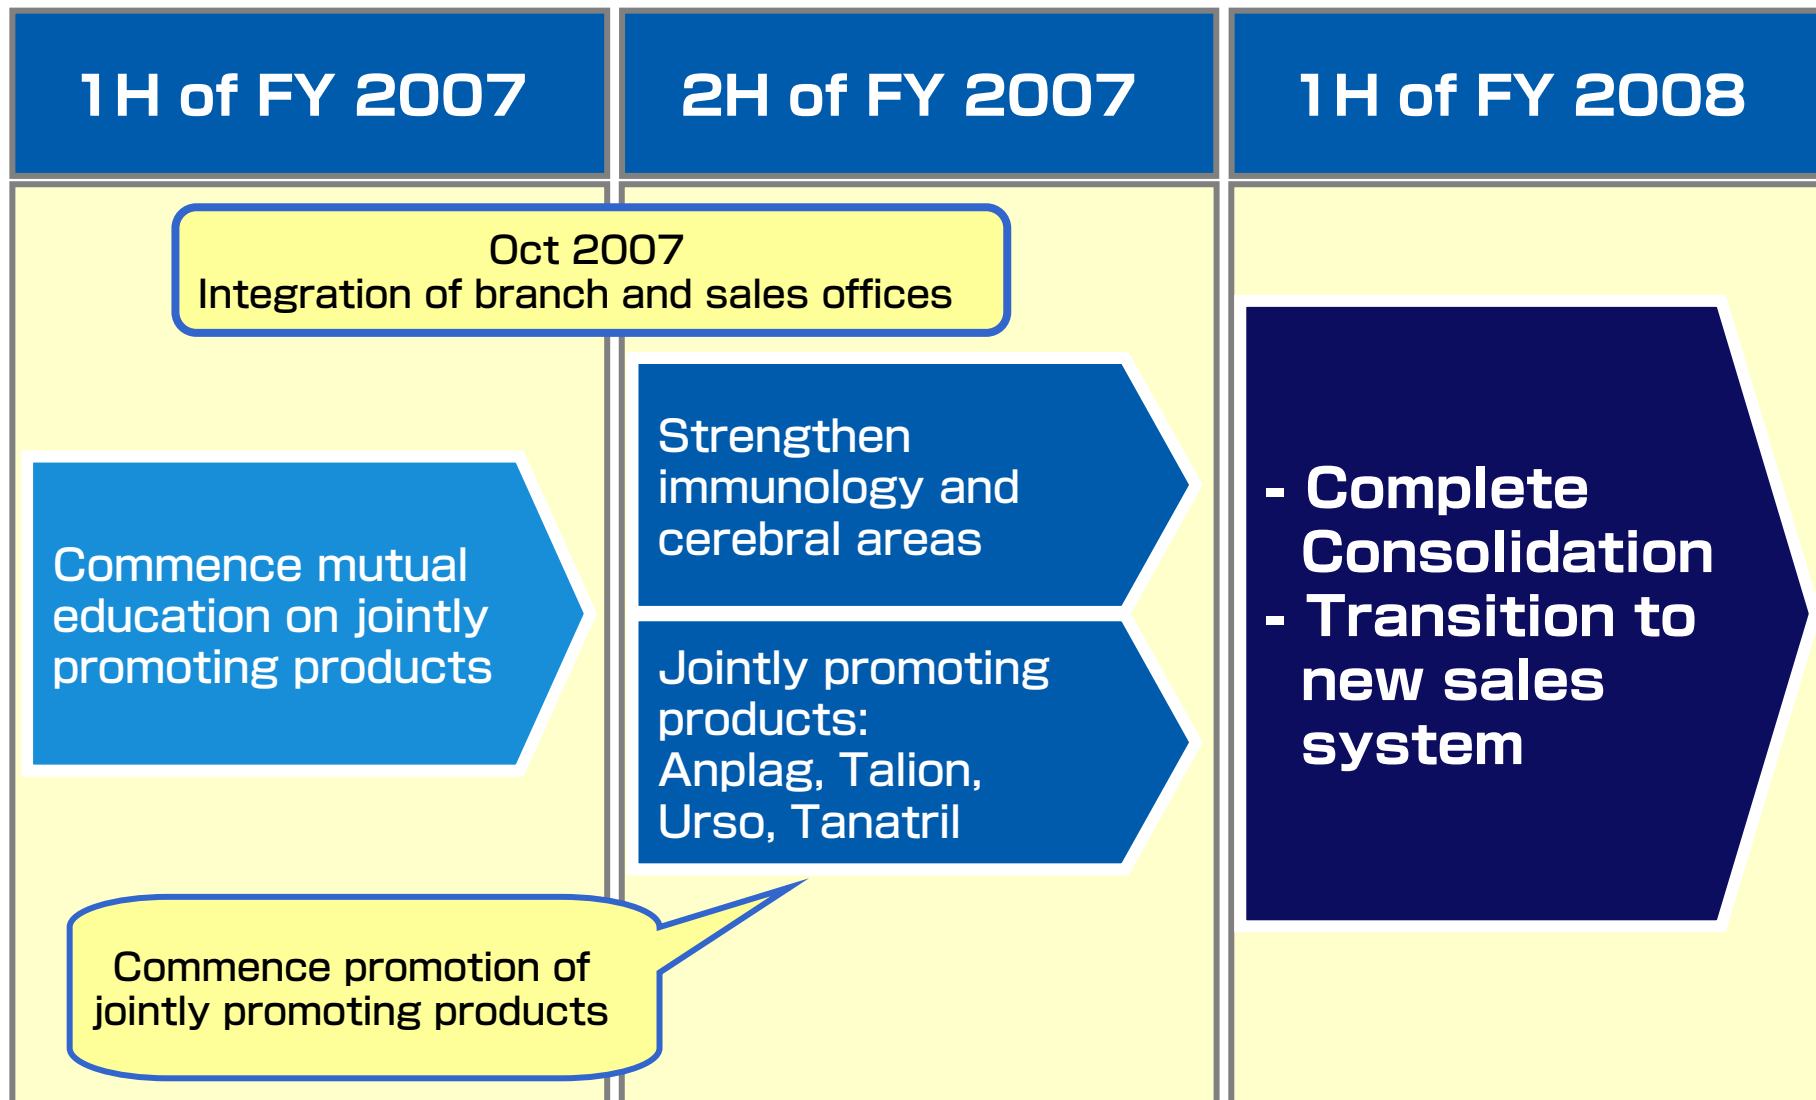 1H of FY 2007
2H of FY 2007
1H of FY 2008
Oct 2007
Integration of branch and sales offices
Commence mutual
education on jointly
promoting products
Strengthen
immunology and
cerebral areas
Jointly promoting
products:
Anplag, Talion,
Urso, Tanatril
Commence promotion of
jointly promoting products
- Complete
Consolidation
- Transition to
new sales
system